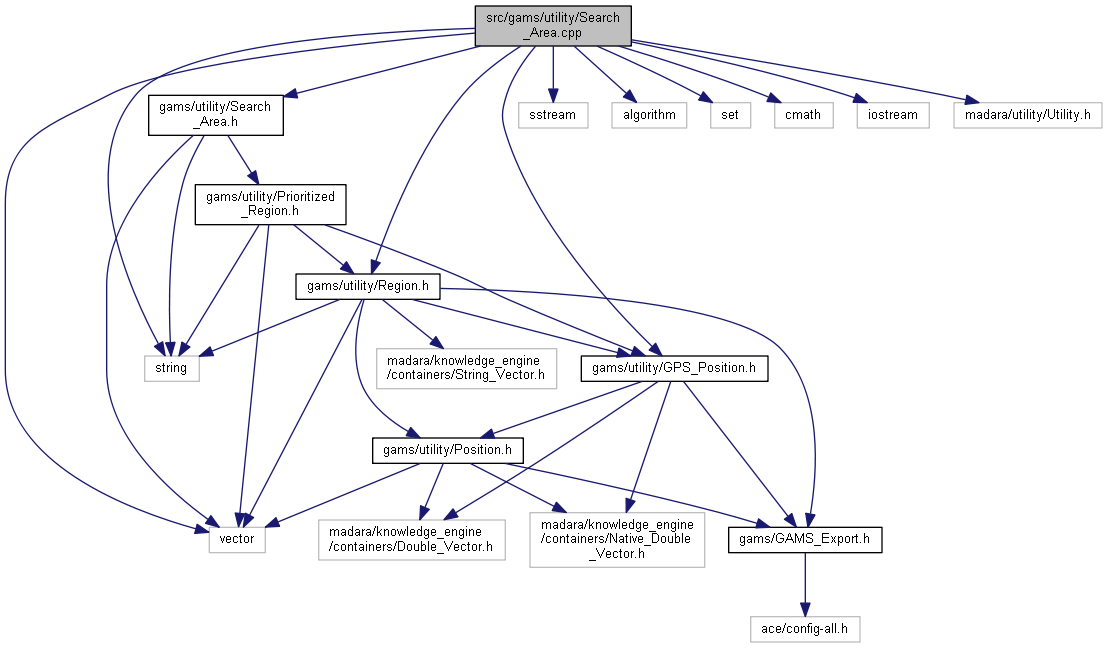 src/gams/utility/Search
_Area.cpp
gams/utility/Search
_Area.h
sstream
algorithm
set
cmath
iostream
madara/utility/Utility.h
gams/utility/Prioritized
_Region.h
gams/utility/Region.h
string
madara/knowledge_engine
/containers/String_Vector.h
gams/utility/GPS_Position.h
gams/utility/Position.h
vector
madara/knowledge_engine
/containers/Double_Vector.h
madara/knowledge_engine
/containers/Native_Double
_Vector.h
gams/GAMS_Export.h
ace/config-all.h